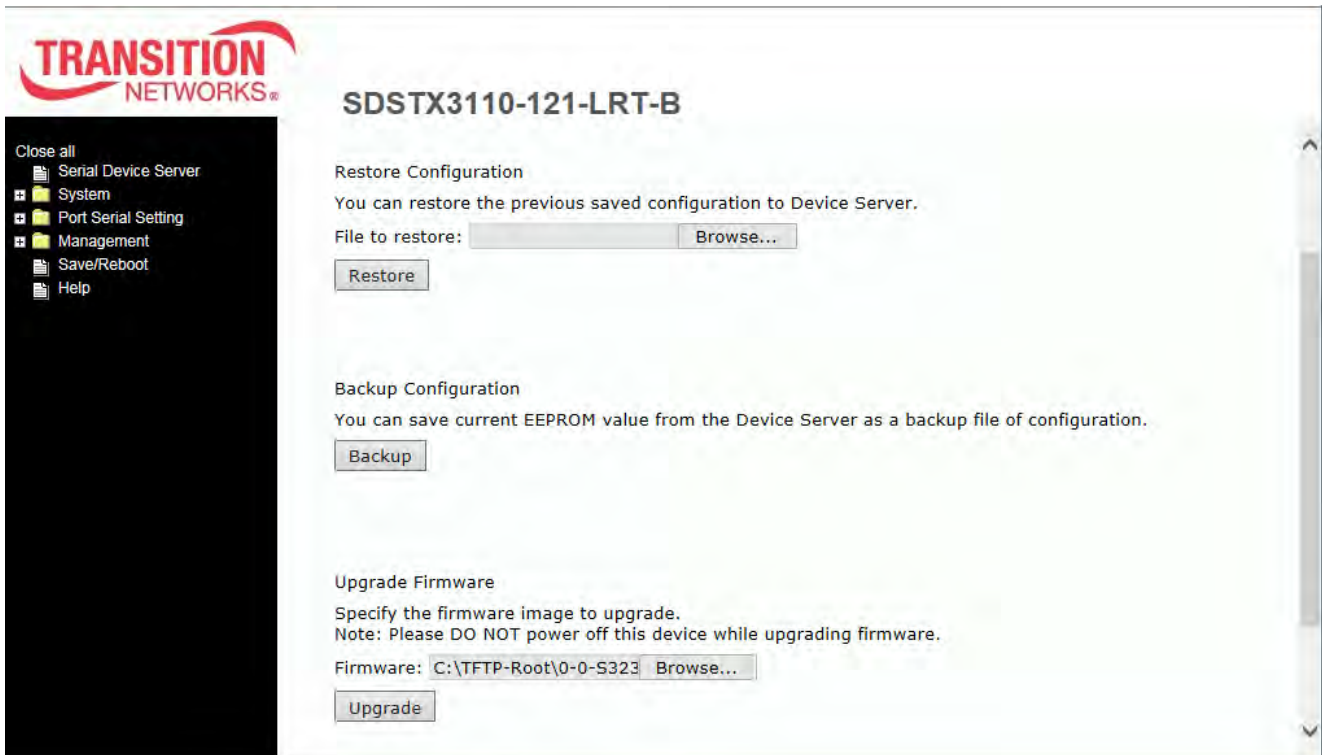 TRANSITION
NETWORKS®
SDSTX3110-121-LRT-B
Close all
Serial Device Server
System
Port Serial Setting
Management
Save/Reboot
Help
Restore Configuration
You can restore the previous saved configuration to Device Server.
File to restore: Browse...
Restore
Backup Configuration
You can save current EEPROM value from the Device Server as a backup file of configuration.
Backup
Upgrade Firmware
Specify the firmware image to upgrade.
Note: Please DO NOT power off this device while upgrading firmware.
Firmware: C:\TFTP-Root\0-0-S323 Browse...
Upgrade